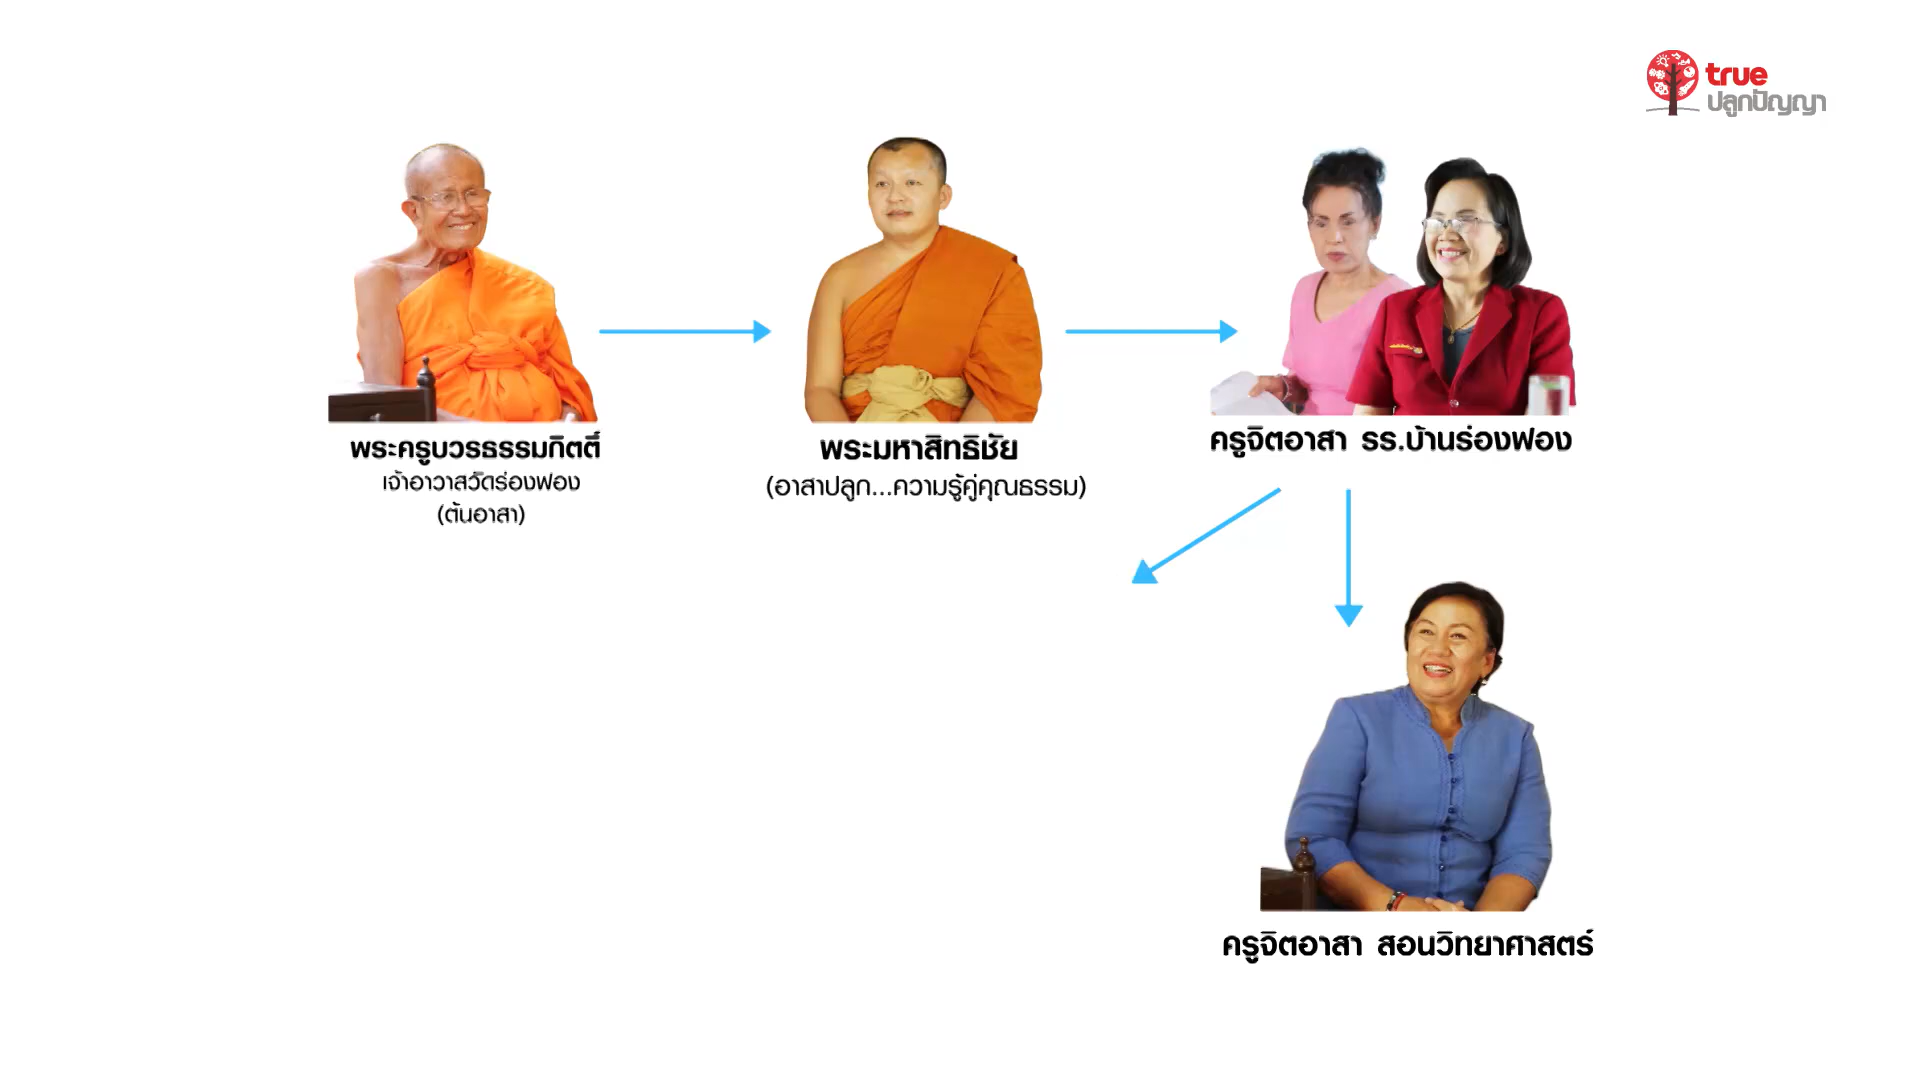 true
ปลูกปัญญา
พระครูบวรธรรมกิตติ์
เจ้าอาวาสวัดร่องฟอง
(ต้นอาสา)
พระมหาสิทธิชัย
(อาสาปลูก...ความรู้คู่คุณธรรม)
ครูจิตอาสา รร.บ้านร่องฟอง
ครูจิตอาสา สอนวิทยาศาสตร์